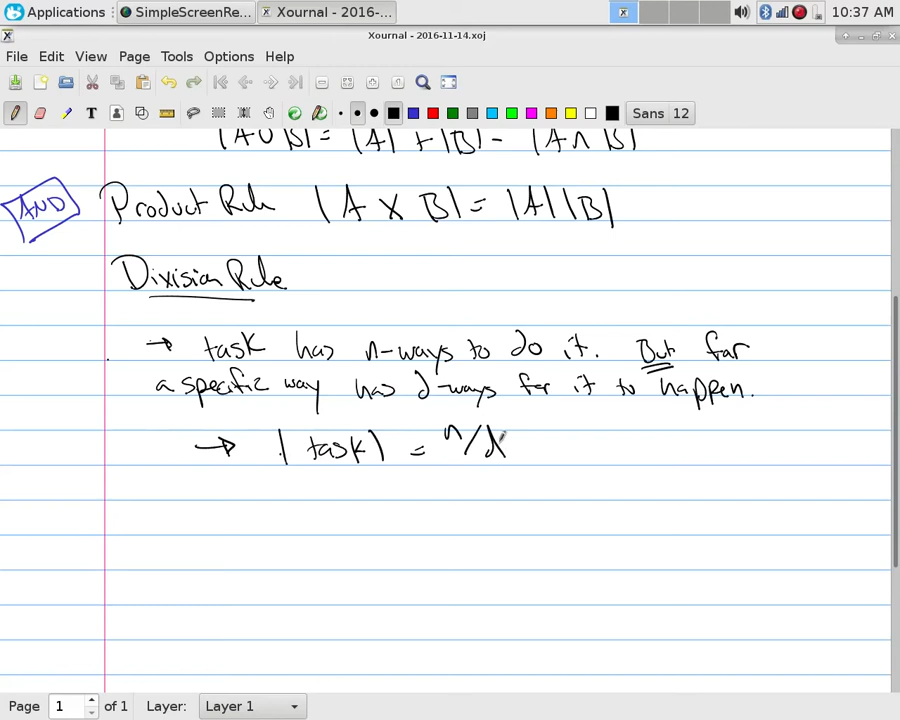 Applications SimpleScreenRe... Xournal - 2016-... 10:37 AM
Xournal - 2016-11-14.xoj
File Edit View Page Tools Options Help
T Sans 12
|A∪B| = |A| + |B| - |A∩B|
AND Product Rule |A X B| = |A||B|
Division Rule
→ task has n-ways to do it. But for
a specific way has d-ways for it to happen.
→ |task| = n/d
Page 1 of 1 Layer: Layer 1